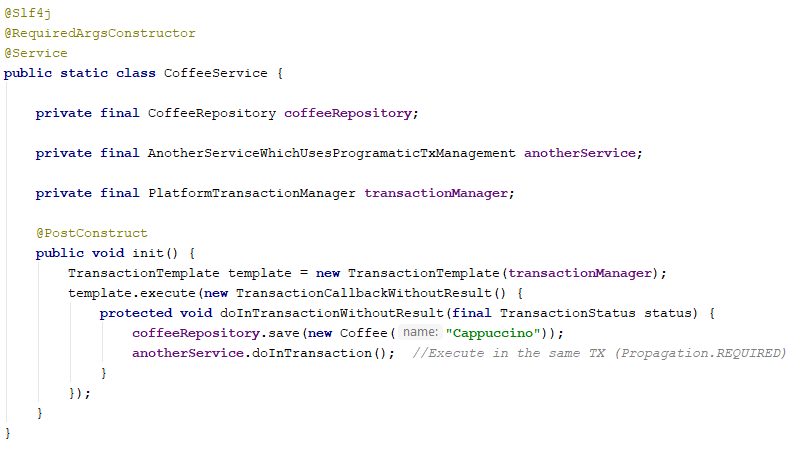 @Slf4j
@RequiredArgsConstructor
@Service
public static class CoffeeService {
private final CoffeeRepository coffeeRepository;
private final AnotherServiceWhichUsesProgramaticTxManagement anotherService;
private final PlatformTransactionManager transactionManager;
@PostConstruct
public void init() {
TransactionTemplate template = new TransactionTemplate(transactionManager);
template.execute(new TransactionCallbackWithoutResult() {
protected void doInTransactionWithoutResult(final TransactionStatus status) {
coffeeRepository.save(new Coffee( name: "Cappuccino"));
anotherService.doInTransaction();  //Execute in the same TX (Propagation.REQUIRED)
}
});
}
}